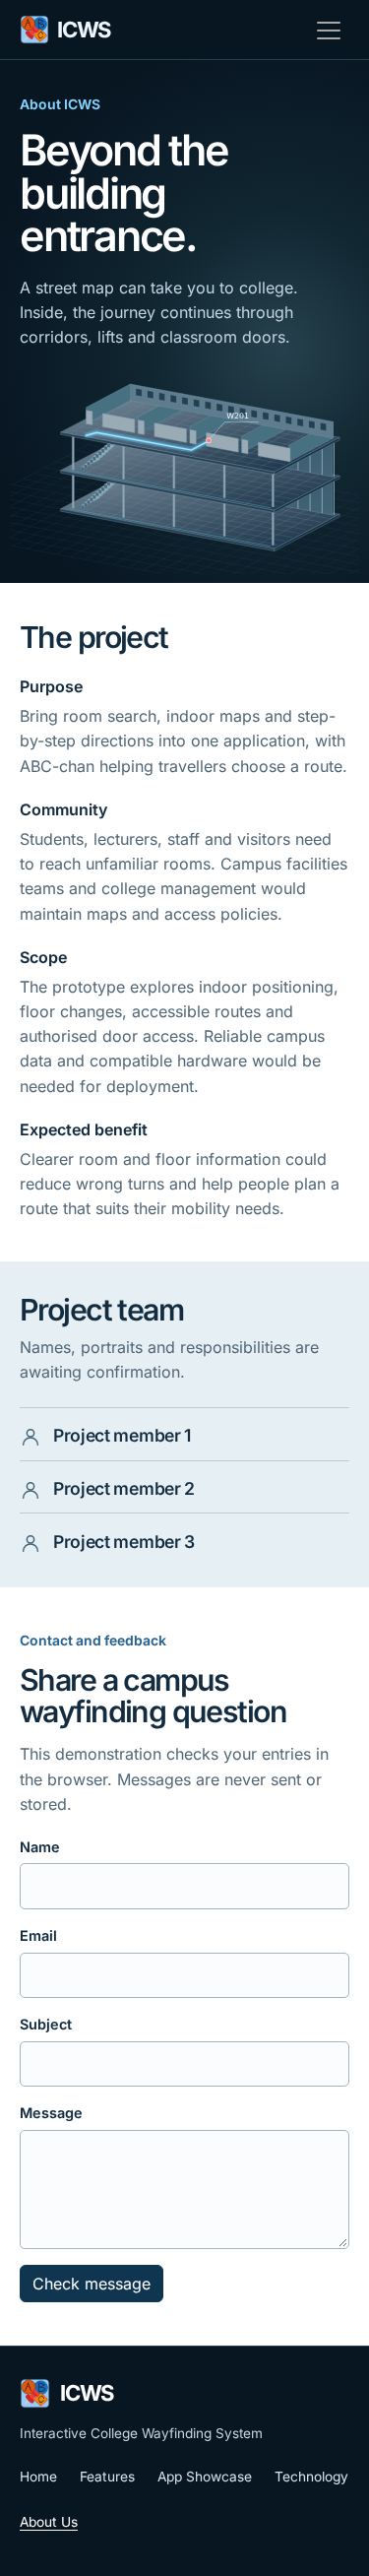 ICWS
About ICWS
Beyond the
building
entrance.
A street map can take you to college.
Inside, the journey continues through
corridors, lifts and classroom doors.
W201
The project
Purpose
Bring room search, indoor maps and step-
by-step directions into one application, with
ABC-chan helping travellers choose a route.
Community
Students, lecturers, staff and visitors need
to reach unfamiliar rooms. Campus facilities
teams and college management would
maintain maps and access policies.
Scope
The prototype explores indoor positioning,
floor changes, accessible routes and
authorised door access. Reliable campus
data and compatible hardware would be
needed for deployment.
Expected benefit
Clearer room and floor information could
reduce wrong turns and help people plan a
route that suits their mobility needs.
Project team
Names, portraits and responsibilities are
awaiting confirmation.
Project member 1
Project member 2
Project member 3
Contact and feedback
Share a campus
wayfinding question
This demonstration checks your entries in
the browser. Messages are never sent or
stored.
Name
Email
Subject
Message
Check message
ICWS
Interactive College Wayfinding System
Home Features App Showcase Technology
About Us